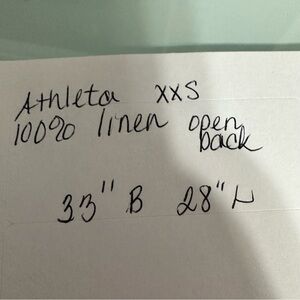 Athleta XXS
100% linen open
back
33" B 28" L